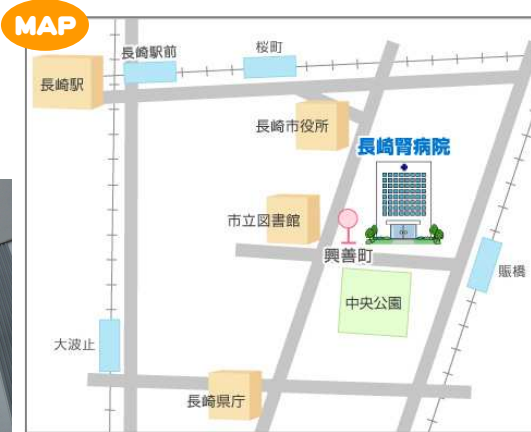 MAP
長崎駅前
桜町
長崎駅
長崎市役所
長崎腎病院
市立図書館
興善町
賑橋
中央公園
大波止
長崎県庁